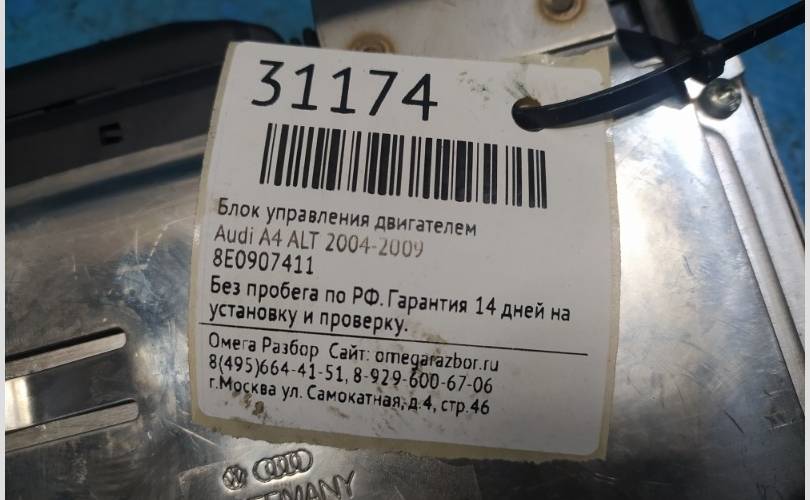 31174
Блок управления двигателем
Audi A4 ALT 2004-2009
8E0907411
Без пробега по РФ. Гарантия 14 дней на
установку и проверку.
Омега Разбор Сайт: omegarazbor.ru
8(495)664-41-51, 8-929-600-67-06
г.Москва ул. Самокатная, д.4, стр.46
GERMANY